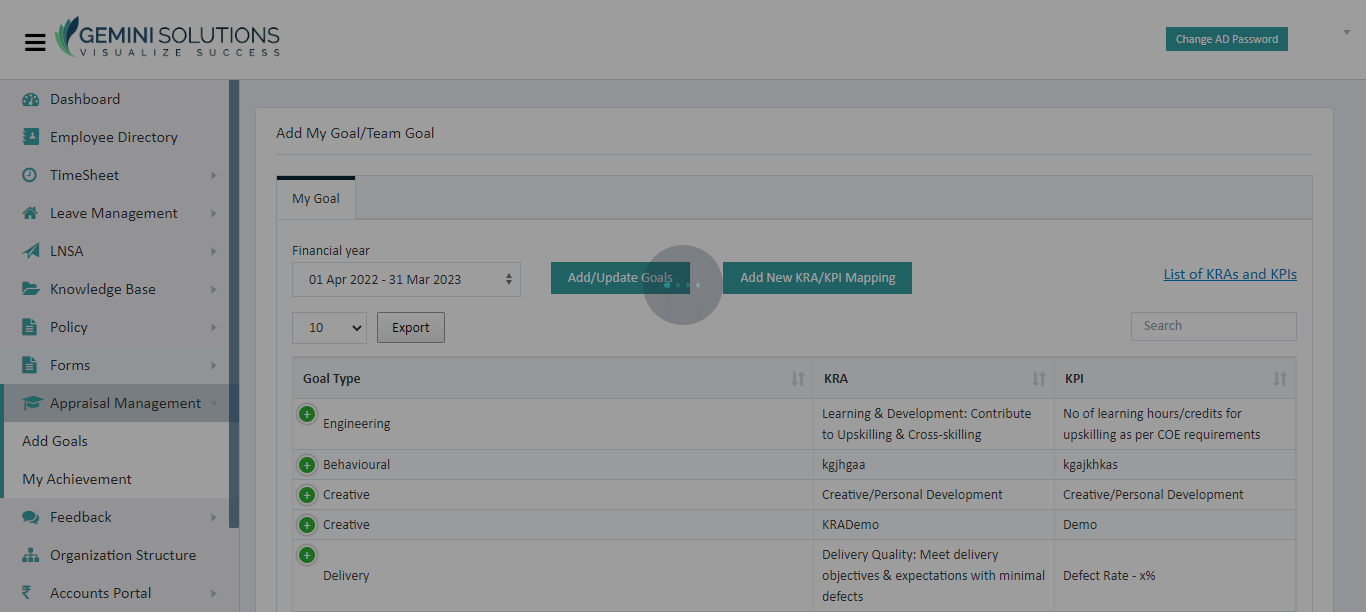 GEMINI SOLUTIONS
VISUALIZE SUCCESS
Change AD Password
Dashboard
Employee Directory
TimeSheet
Leave Management
LNSA
Knowledge Base
Policy
Forms
Appraisal Management
Add Goals
My Achievement
Feedback
Organization Structure
Accounts Portal
Add My Goal/Team Goal
My Goal
Financial year
01 Apr 2022 - 31 Mar 2023
Add/Update Goals
Add New KRA/KPI Mapping
List of KRAs and KPIs
10
Export
Search
Goal Type
KRA
KPI
Engineering
Learning & Development: Contribute
to Upskilling & Cross-skilling
No of learning hours/credits for
upskilling as per COE requirements
Behavioural
kgjhgaa
kgajkhkas
Creative
Creative/Personal Development
Creative/Personal Development
Creative
KRADemo
Demo
Delivery
Delivery Quality: Meet delivery
objectives & expectations with minimal
defects
Defect Rate - x%